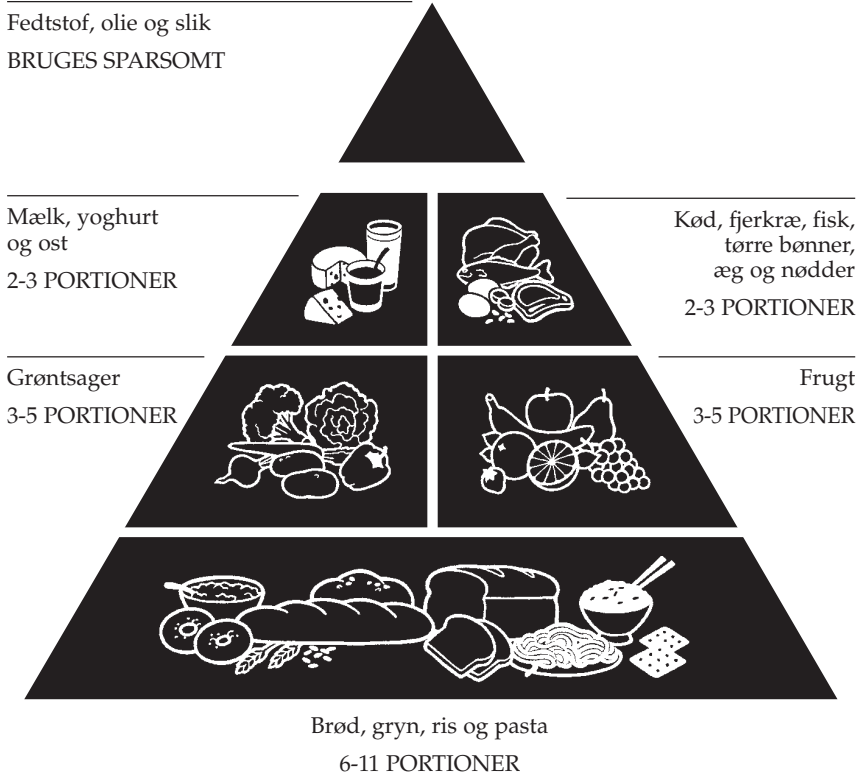 Fedtstof, olie og slik
BRUGES SPARSOMT
Mælk, yoghurt
og ost
2-3 PORTIONER
Kød, fjerkræ, fisk,
tørre bønner,
æg og nødder
2-3 PORTIONER
Grøntsager
3-5 PORTIONER
Frugt
3-5 PORTIONER
Brød, gryn, ris og pasta
6-11 PORTIONER